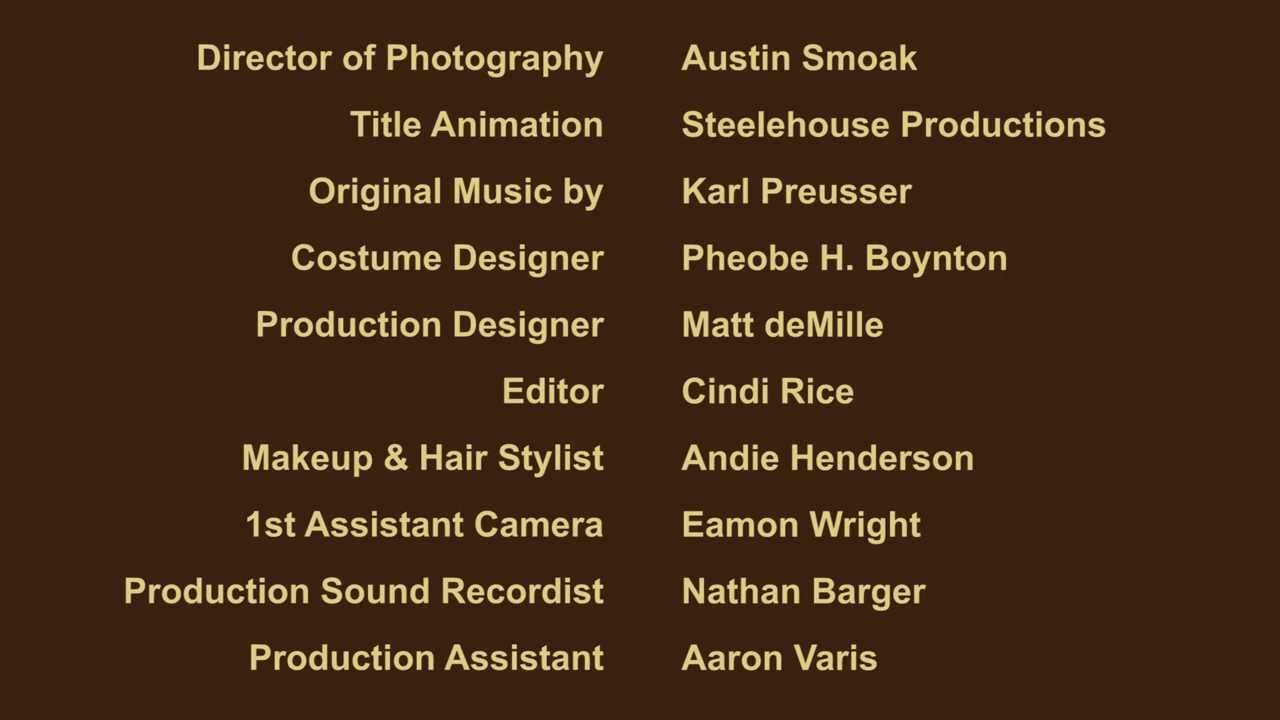 Director of Photography Austin Smoak
Title Animation Steelehouse Productions
Original Music by Karl Preusser
Costume Designer Pheobe H. Boynton
Production Designer Matt deMille
Editor Cindi Rice
Makeup & Hair Stylist Andie Henderson
1st Assistant Camera Eamon Wright
Production Sound Recordist Nathan Barger
Production Assistant Aaron Varis